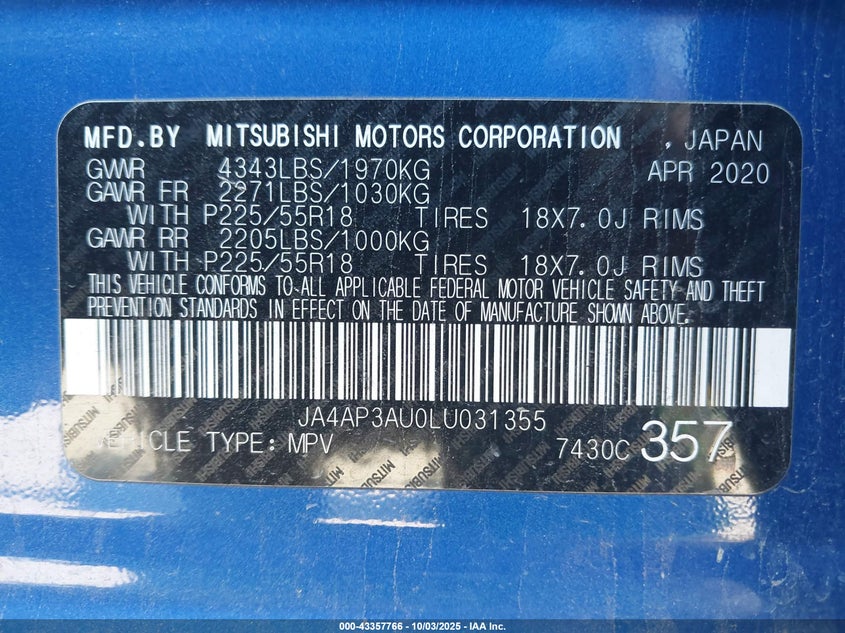 MFD.BY MITSUBISHI MOTORS CORPORATION , JAPAN
GVWR 4343LBS/1970KG APR 2020
GAWR FR 2271LBS/1030KG
WITH P225/55R18 TIRES 18X7.0J RIMS
GAWR RR 2205LBS/1000KG
WITH P225/55R18 TIRES 18X7.0J RIMS
THIS VEHICLE CONFORMS TO ALL APPLICABLE FEDERAL MOTOR VEHICLE SAFETY AND THEFT
PREVENTION STANDARDS IN EFFECT ON THE DATE OF MANUFACTURE SHOWN ABOVE.
JA4AP3AU0LU031355
VEHICLE TYPE: MPV 7430C 357
000-43357766 - 10/03/2025 - IAA Inc.